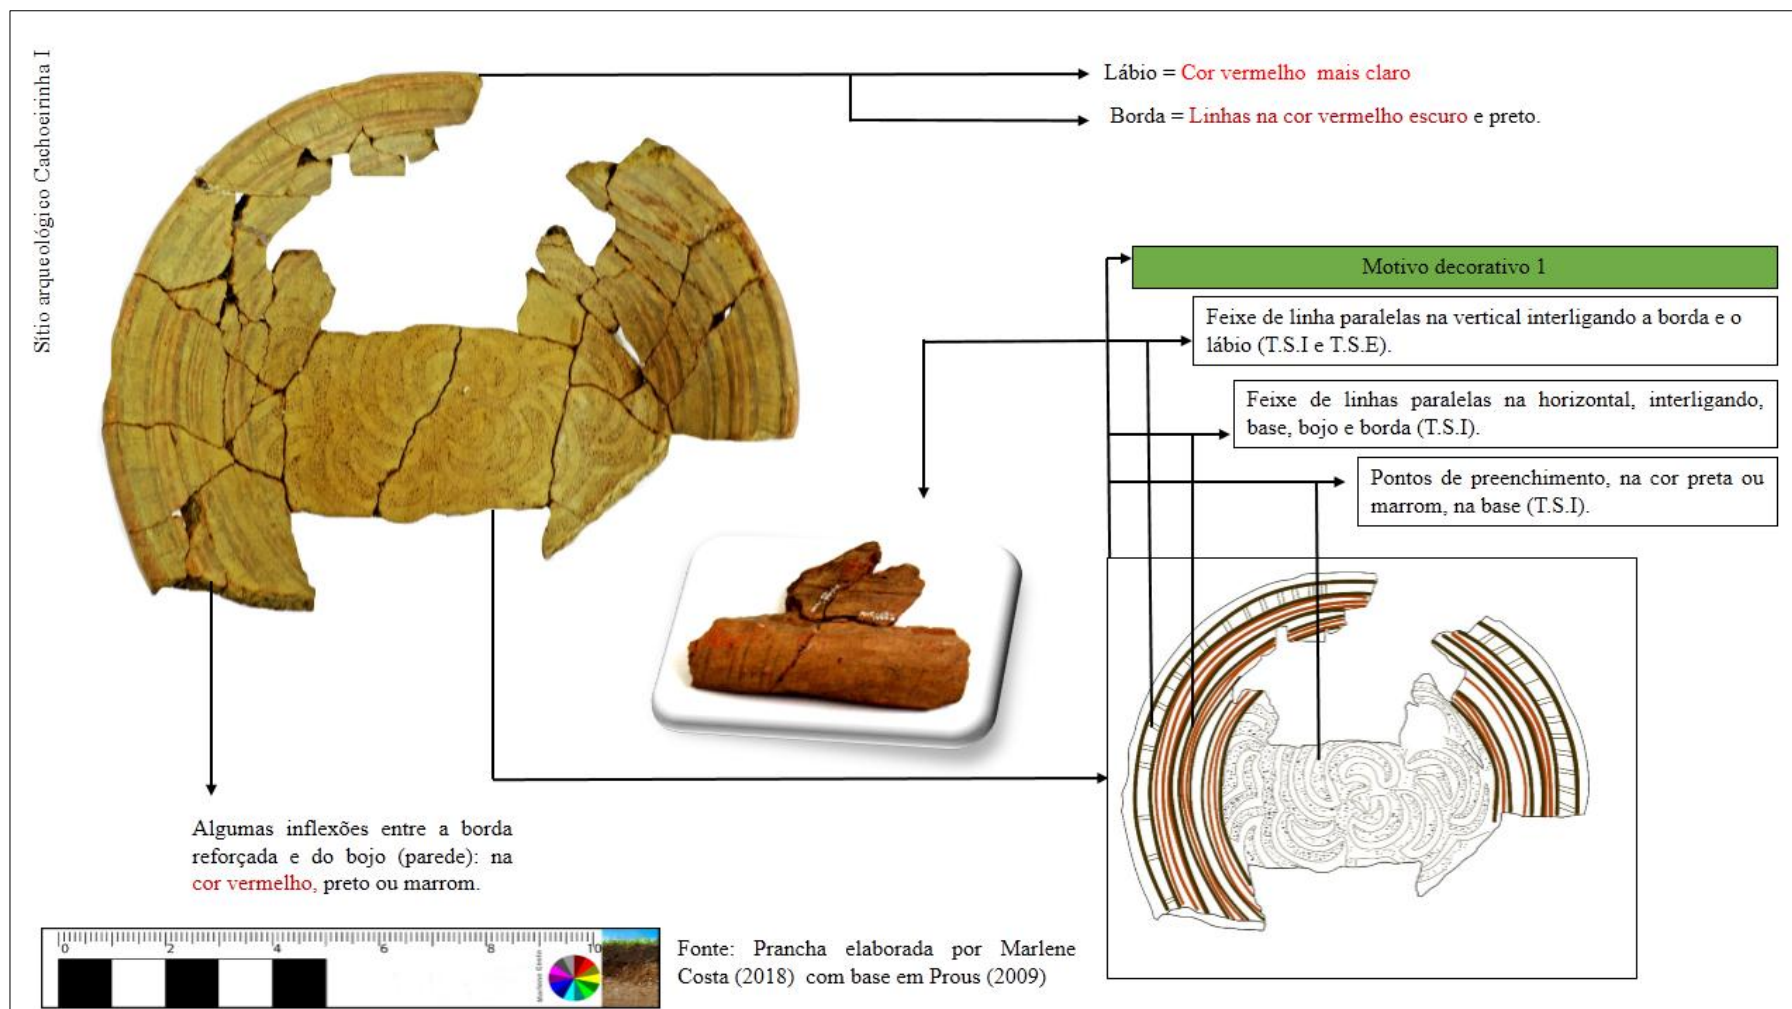 Sítio arqueológico Cachoeirinha I
Lábio = Cor vermelho mais claro
Borda = Linhas na cor vermelho escuro e preto.
Motivo decorativo 1
Feixe de linha paralelas na vertical interligando a borda e o
lábio (T.S.I e T.S.E).
Feixe de linhas paralelas na horizontal, interligando,
base, bojo e borda (T.S.I).
Pontos de preenchimento, na cor preta ou
marrom, na base (T.S.I).
Algumas inflexões entre a borda
reforçada e do bojo (parede): na
cor vermelho, preto ou marrom.
0 2 4 6 8 10
Marlene Costa
Fonte: Prancha elaborada por Marlene
Costa (2018) com base em Prous (2009)